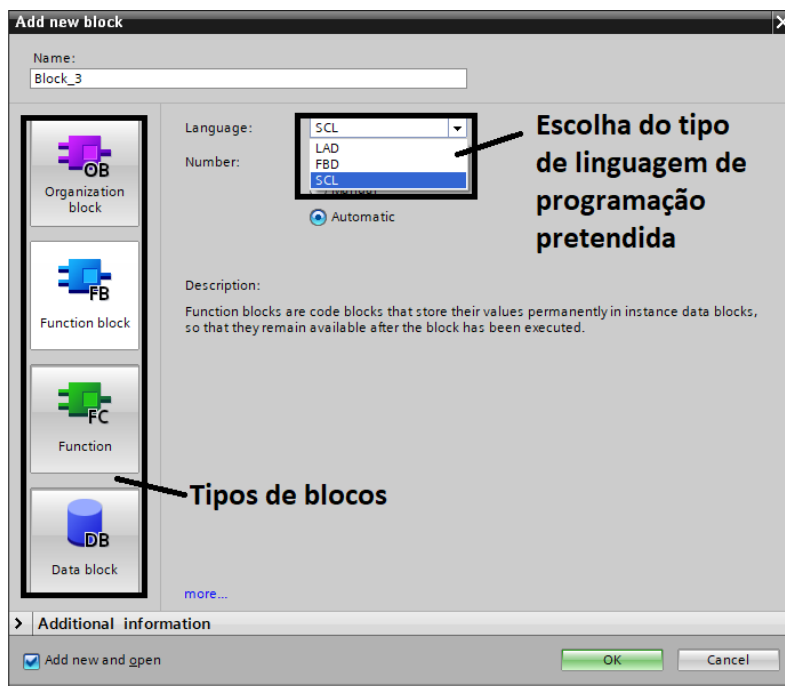 Add new block
Name:
Block_3
OB
Organization
block
FB
Function block
FC
Function
DB
Data block
Language:
SCL
LAD
FBD
SCL
Number:
Manual
Automatic
Escolha do tipo
de linguagem de
programação
pretendida
Description:
Function blocks are code blocks that store their values permanently in instance data blocks,
so that they remain available after the block has been executed.
Tipos de blocos
more...
Additional information
Add new and open
OK
Cancel